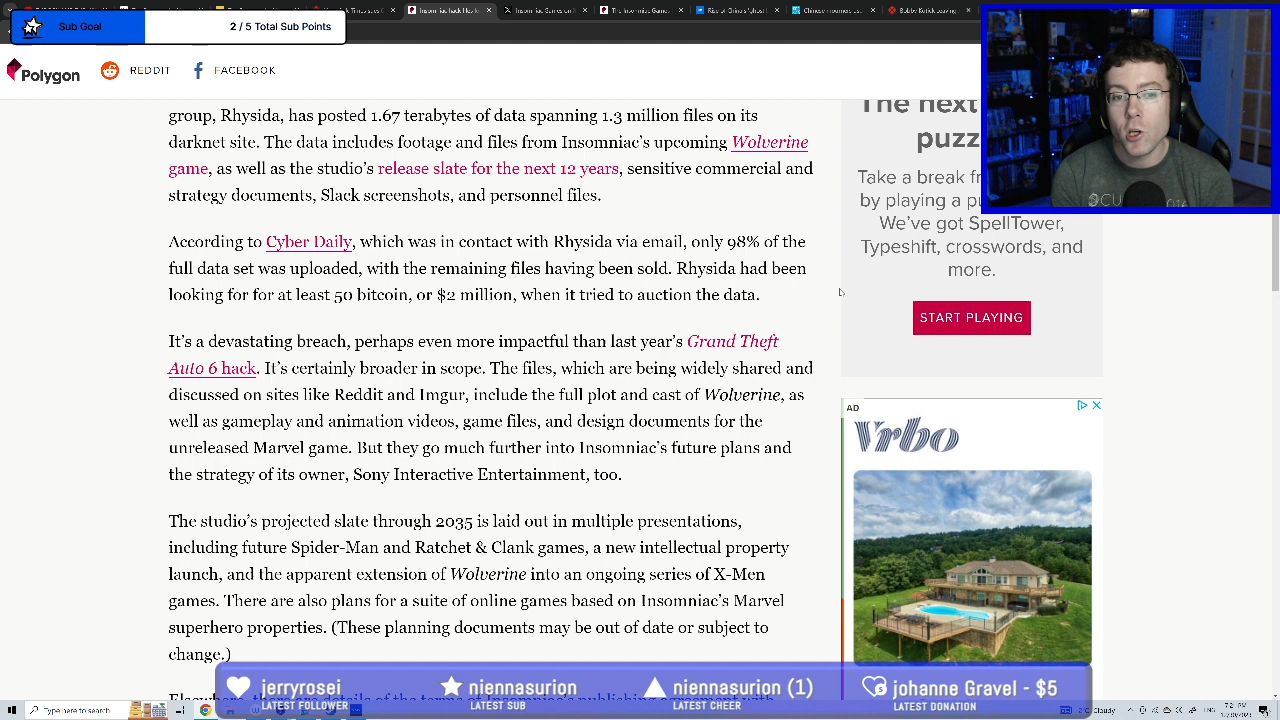 Sub Goal
2 / 5 Total Sub Points
Polygon
REDDIT
FACEBOOK
group, Rhysida, has posted 1.67 terabytes of data spanning 1.3 million files on its
darknet site. The data includes footage and files from Insomniac's upcoming Wolverine
game, as well as the studio's release slate for the next 12 years, sensitive commercial and
strategy documents, Slack screenshots, and personnel files.
According to Cyber Daily, which was in contact with Rhysida via email, only 98% of the
full data set was uploaded, with the remaining files having been sold. Rhysida had been
looking for for at least 50 bitcoin, or $2 million, when it tried to auction the data.
It's a devastating breach, perhaps even more impactful than last year's Grand Theft
Auto 6 hack. It's certainly broader in scope. The files, which are being widely shared and
discussed on sites like Reddit and Imgur, include the full plot and cast of Wolverine, as
well as gameplay and animation videos, game files, and design documents for the
unreleased Marvel game. But they go much further into Insomniac's future plans and
the strategy of its owner, Sony Interactive Entertainment, too.
The studio's projected slate through 2035 is laid out in multiple presentations,
including future Spider-Man and Ratchet & Clank games, a new intellectual property
launch, and the apparent extension of Wolverine into an ongoing series of X-Men
games. There are also plans for a suite of online games based on Insomniac's Marvel
superhero properties. (These planning documents may be out of date or subject to
change.)
The next
puzz
Take a break fr
by playing a pu
We've got SpellTower,
Typeshift, crosswords, and
more.
START PLAYING
AD
Vrbo
jerryrosei
LATEST FOLLOWER
niennasurion
LATEST SUB
niennasurion (1)
LATEST CHEER
johanne Gravel - $5
LATEST DONATION
Type here to search